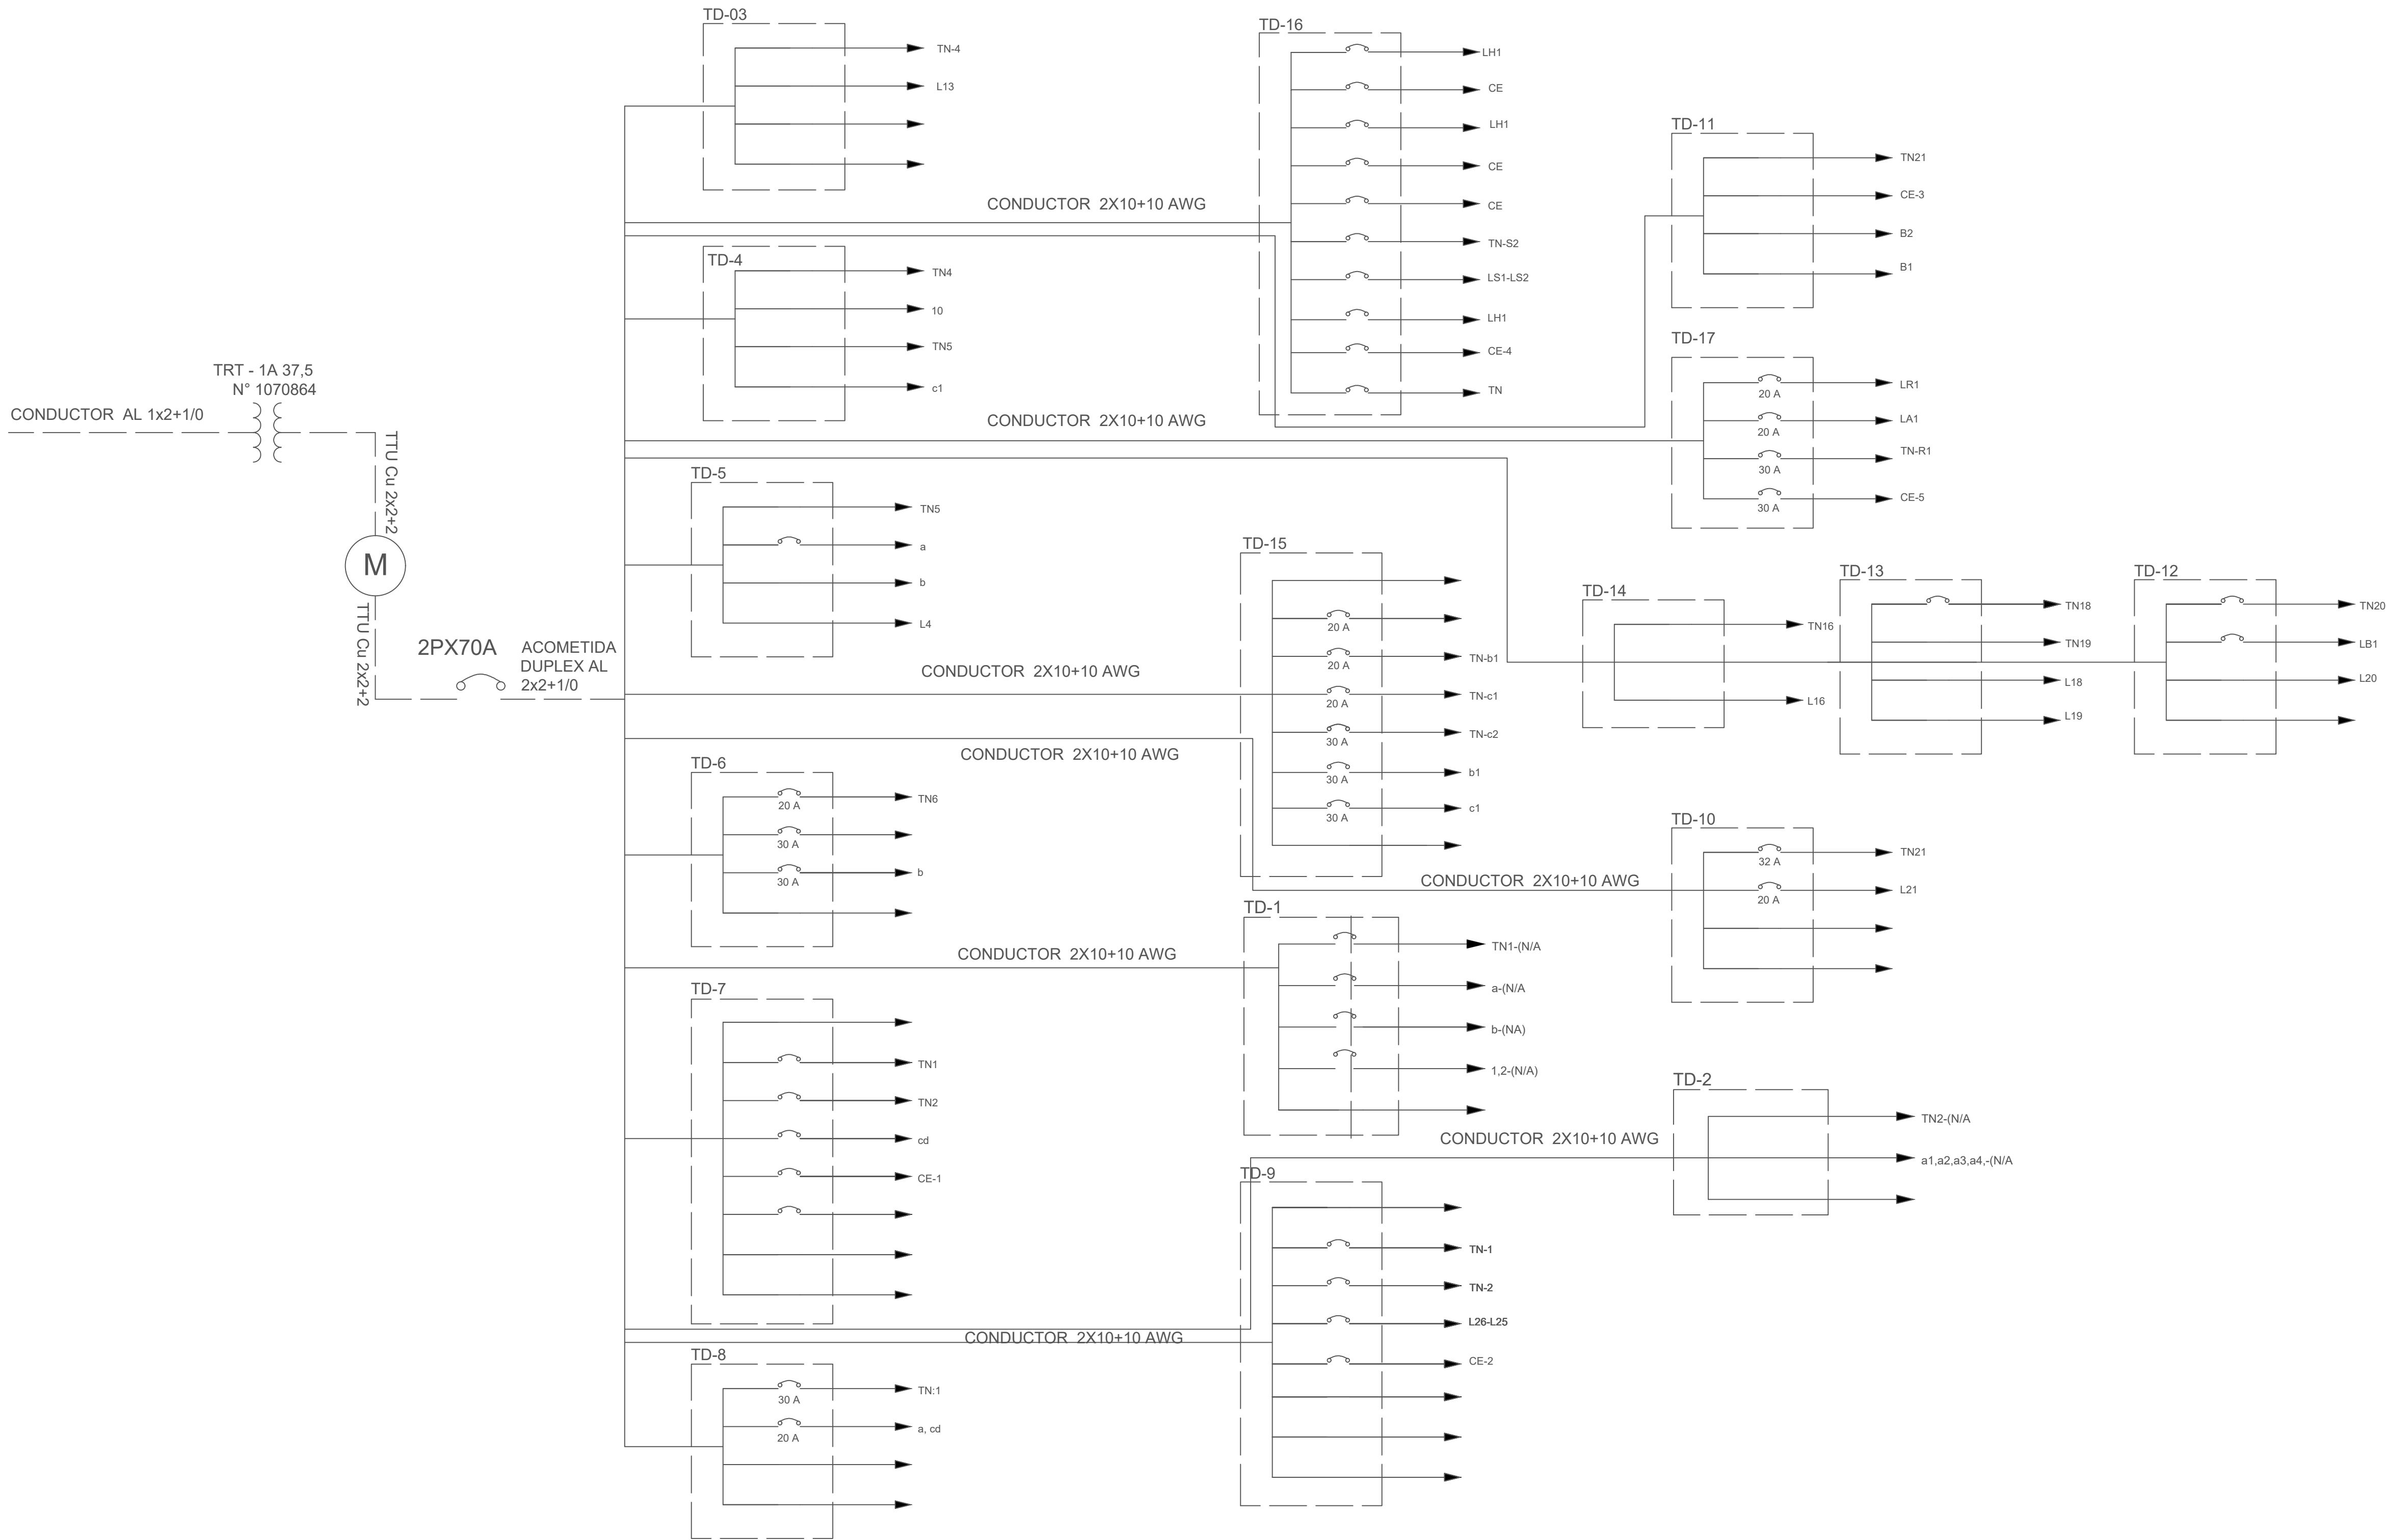 TRT - 1A 37,5
N° 1070864
CONDUCTOR AL 1x2+1/0
TTU Cu 2x2+2
M
TTU Cu 2x2+2
2PX70A
ACOMETIDA
DUPLEX AL
2x2+1/0
TD-03
TN-4
L13
CONDUCTOR 2X10+10 AWG
TD-4
TN4
10
TN5
c1
CONDUCTOR 2X10+10 AWG
TD-5
TN5
a
b
L4
CONDUCTOR 2X10+10 AWG
CONDUCTOR 2X10+10 AWG
TD-6
20 A
TN6
30 A
30 A
b
CONDUCTOR 2X10+10 AWG
TD-7
TN1
TN2
cd
CE-1
CONDUCTOR 2X10+10 AWG
TD-8
30 A
TN:1
20 A
a, cd
TD-16
LH1
CE
LH1
CE
CE
TN-S2
LS1-LS2
LH1
CE-4
TN
TD-15
20 A
20 A
TN-b1
20 A
TN-c1
30 A
TN-c2
30 A
b1
30 A
c1
CONDUCTOR 2X10+10 AWG
TD-1
TN1-(N/A
a-(N/A
b-(NA)
1,2-(N/A)
CONDUCTOR 2X10+10 AWG
TD-9
TN-1
TN-2
L26-L25
CE-2
TD-11
TN21
CE-3
B2
B1
TD-17
20 A
LR1
20 A
LA1
30 A
TN-R1
30 A
CE-5
TD-14
TN16
L16
TD-13
TN18
TN19
L18
L19
TD-12
TN20
LB1
L20
TD-10
32 A
TN21
20 A
L21
TD-2
TN2-(N/A
a1,a2,a3,a4,-(N/A